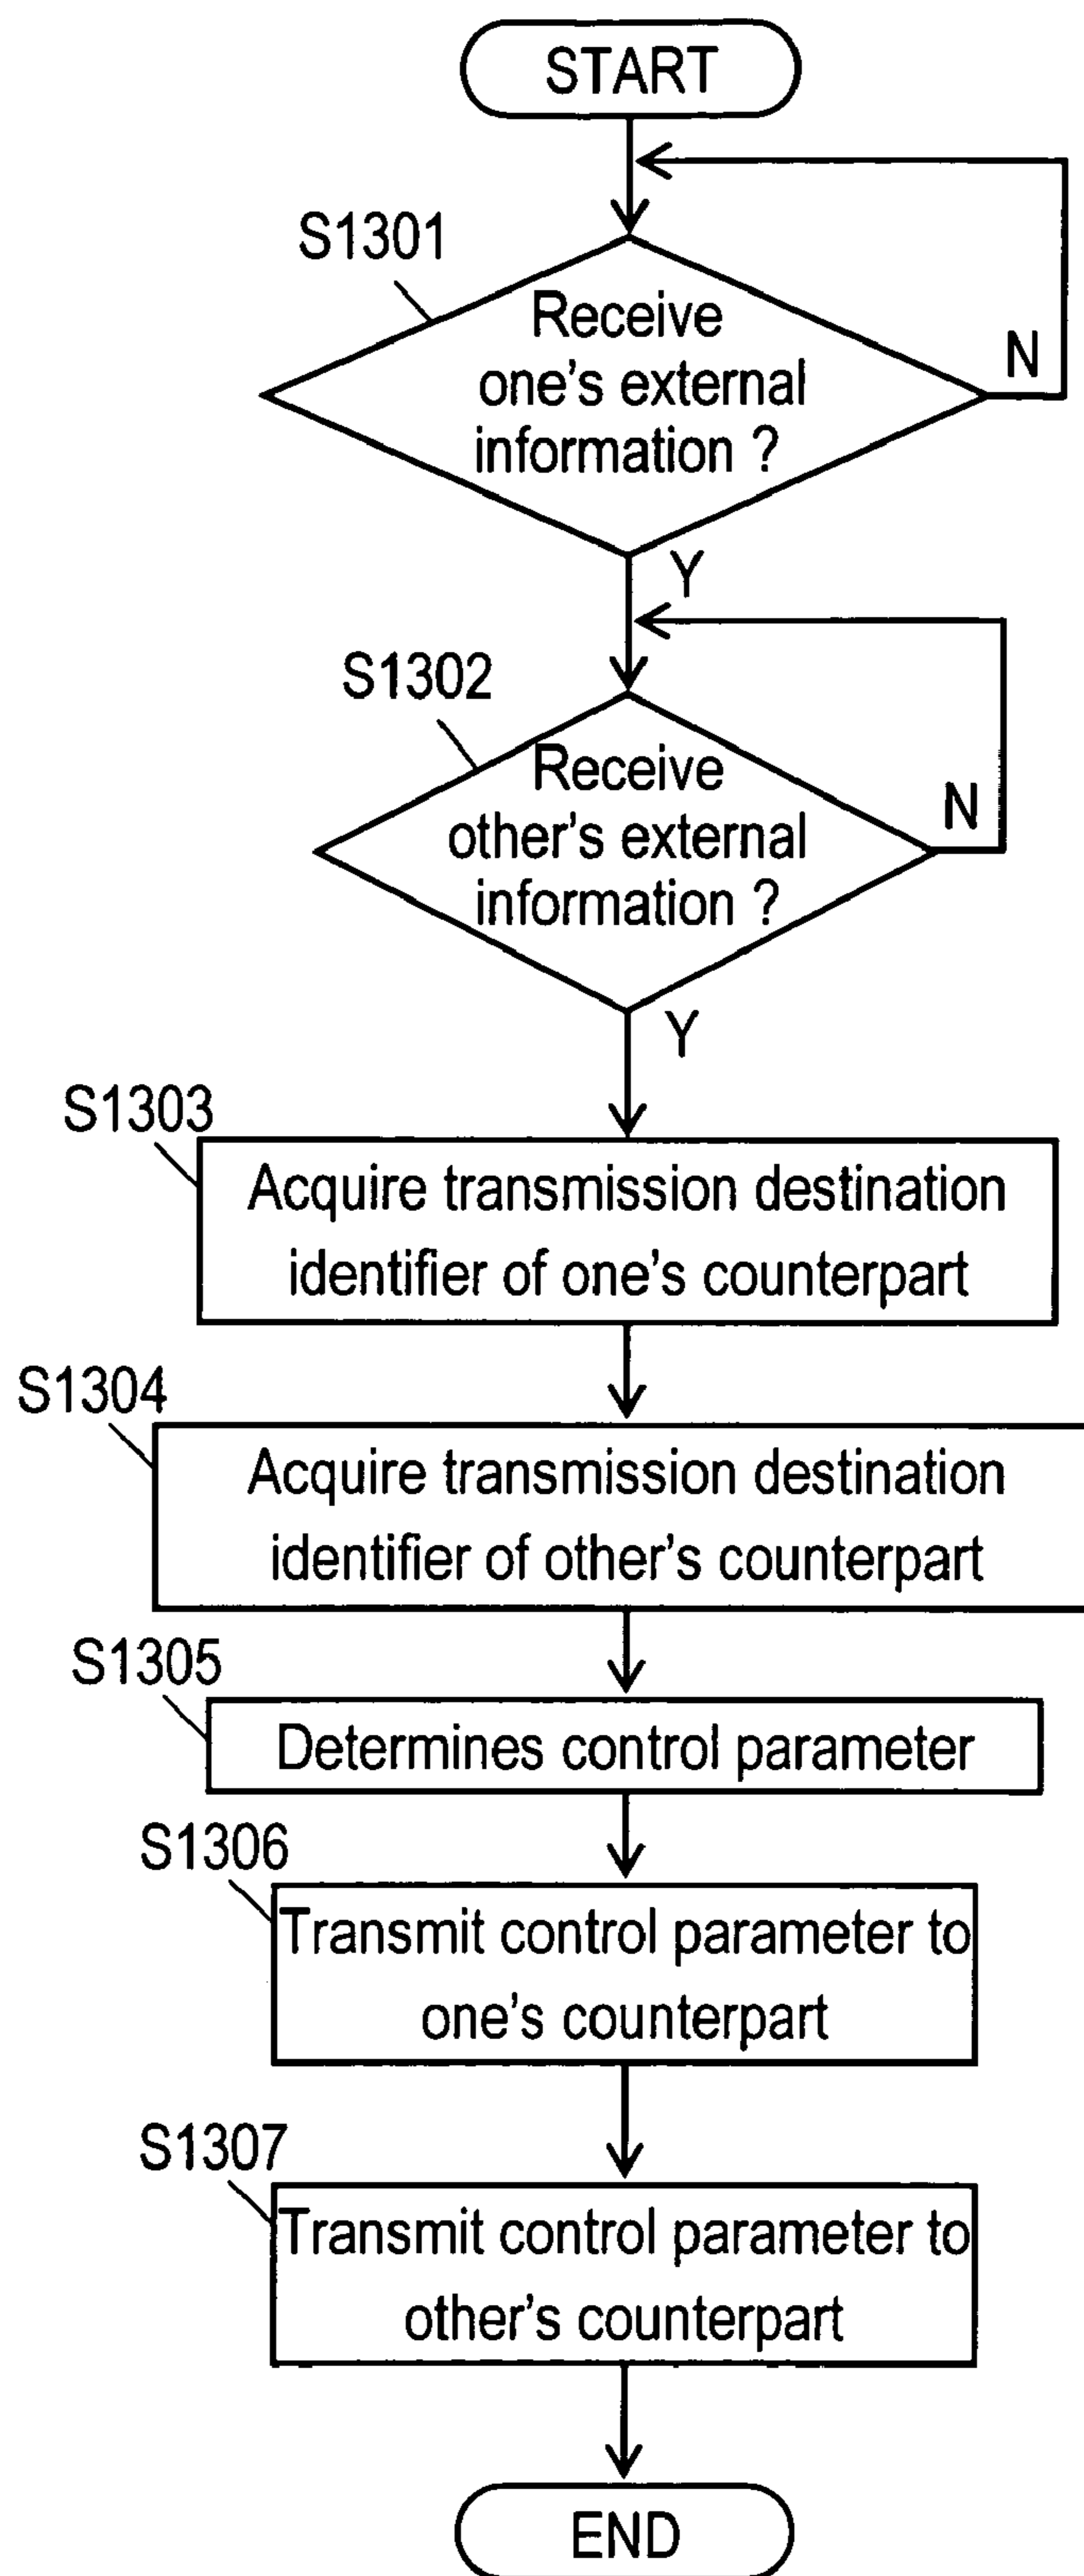 START
S1301
Receive
one's external
information ?
N
Y
S1302
Receive
other's external
information ?
N
Y
S1303
Acquire transmission destination
identifier of one's counterpart
S1304
Acquire transmission destination
identifier of other's counterpart
S1305
Determines control parameter
S1306
Transmit control parameter to
one's counterpart
S1307
Transmit control parameter to
other's counterpart
END